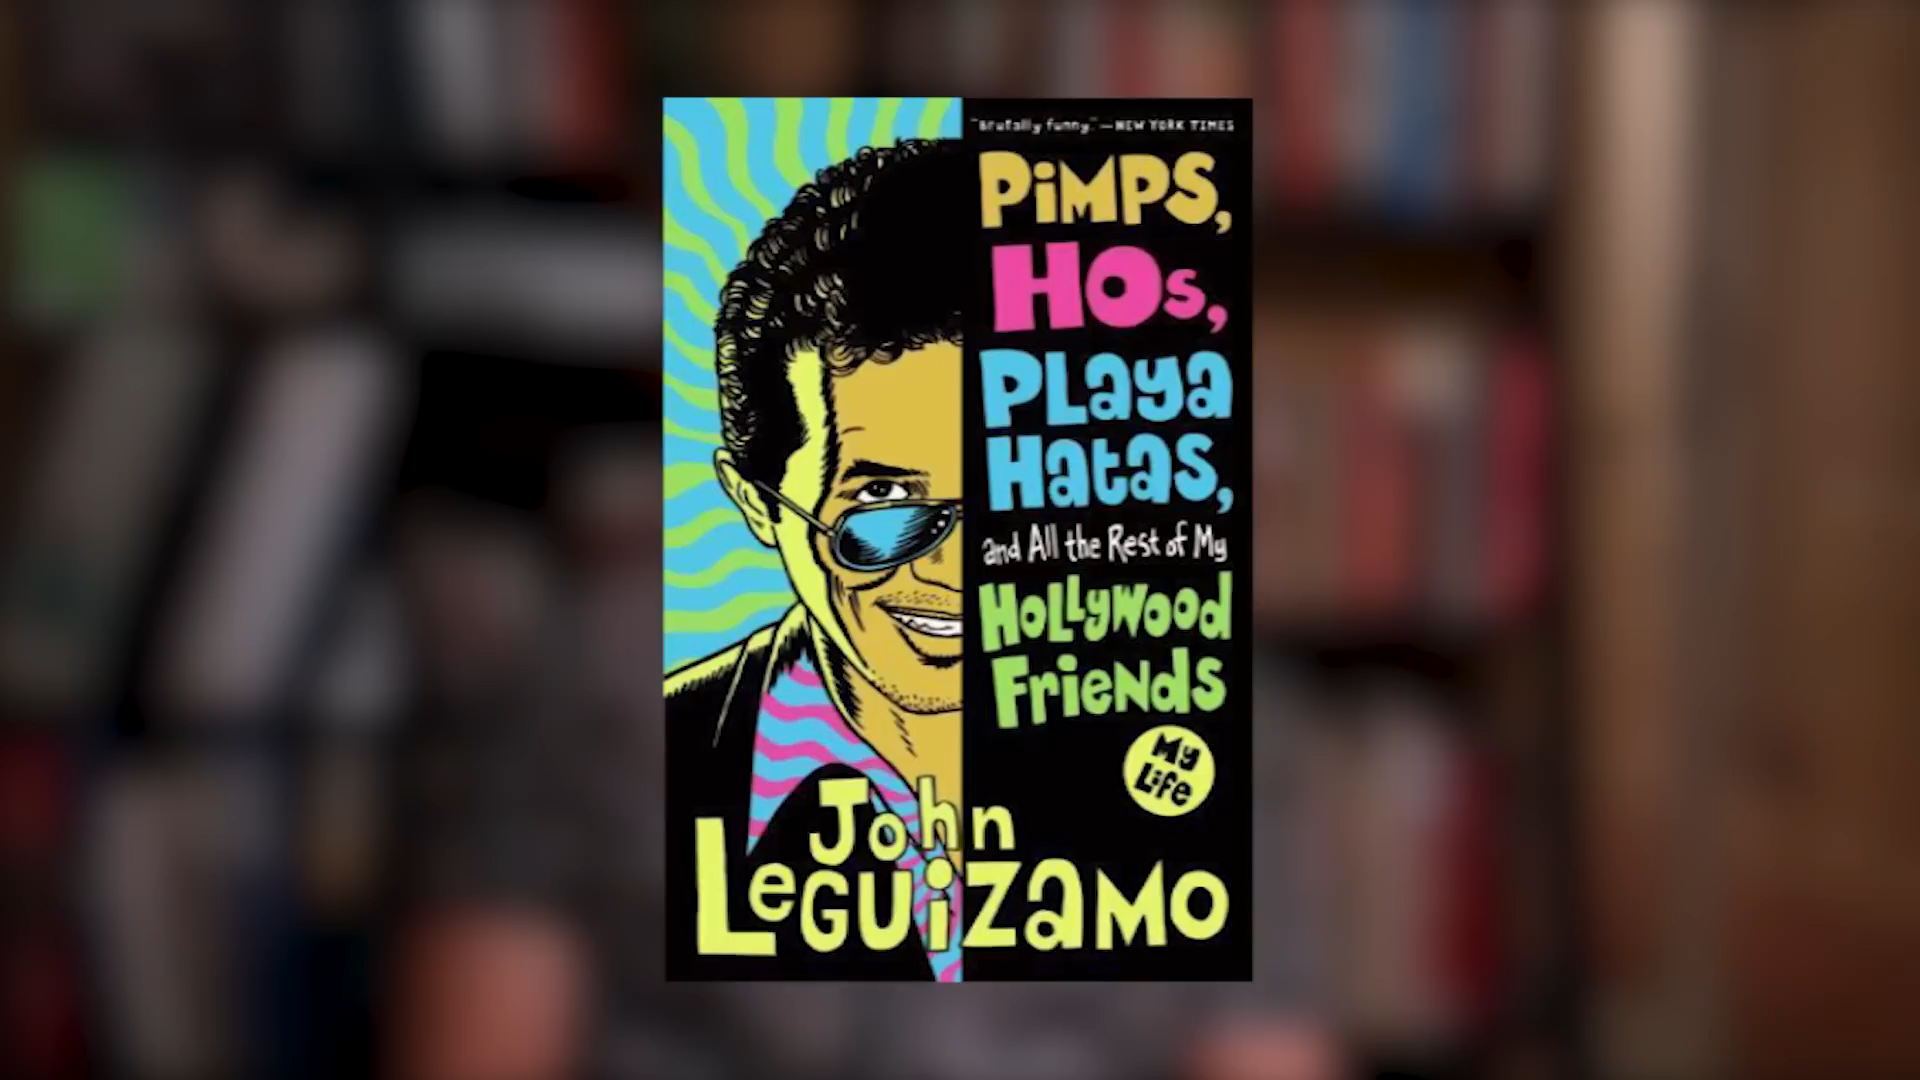 "Brutally funny."—NEW YORK TIMES
PiMPS,
HOs,
PLaya
Hatas,
and All the Rest of My
HoLLywood
FrieNds
My
Life
John
LeGUiZaMO